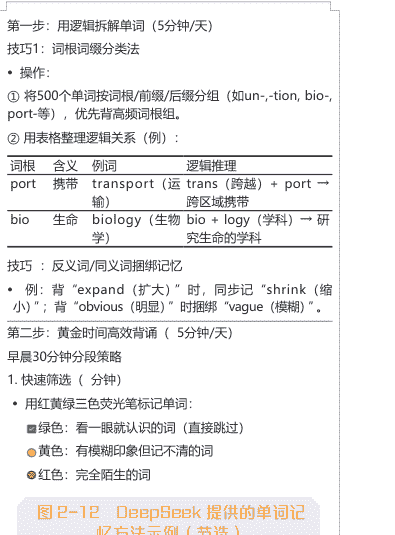 第一步：用逻辑拆解单词（5分钟/天）
技巧1：词根词缀分类法
• 操作：
① 将500个单词按词根/前缀/后缀分组（如un-,-tion, bio-,
port-等），优先背高频词根组。
② 用表格整理逻辑关系（例）：
词根 含义 例词 逻辑推理
port 携带 transport（运输） trans（跨越）+ port → 跨区域携带
bio 生命 biology（生物学） bio + logy（学科）→ 研究生命的学科
技巧 ：反义词/同义词捆绑记忆
• 例：背“expand（扩大）”时，同步记“shrink（缩
小）”；背“obvious（明显）”时捆绑“vague（模糊）”。
第二步：黄金时间高效背诵（ 5分钟/天）
早晨30分钟分段策略
1. 快速筛选（ 分钟）
• 用红黄绿三色荧光笔标记单词：
绿色：看一眼就认识的词（直接跳过）
黄色：有模糊印象但记不清的词
红色：完全陌生的词
图 2-12 DeepSeek 提供的单词记
忆方法示例（节选）